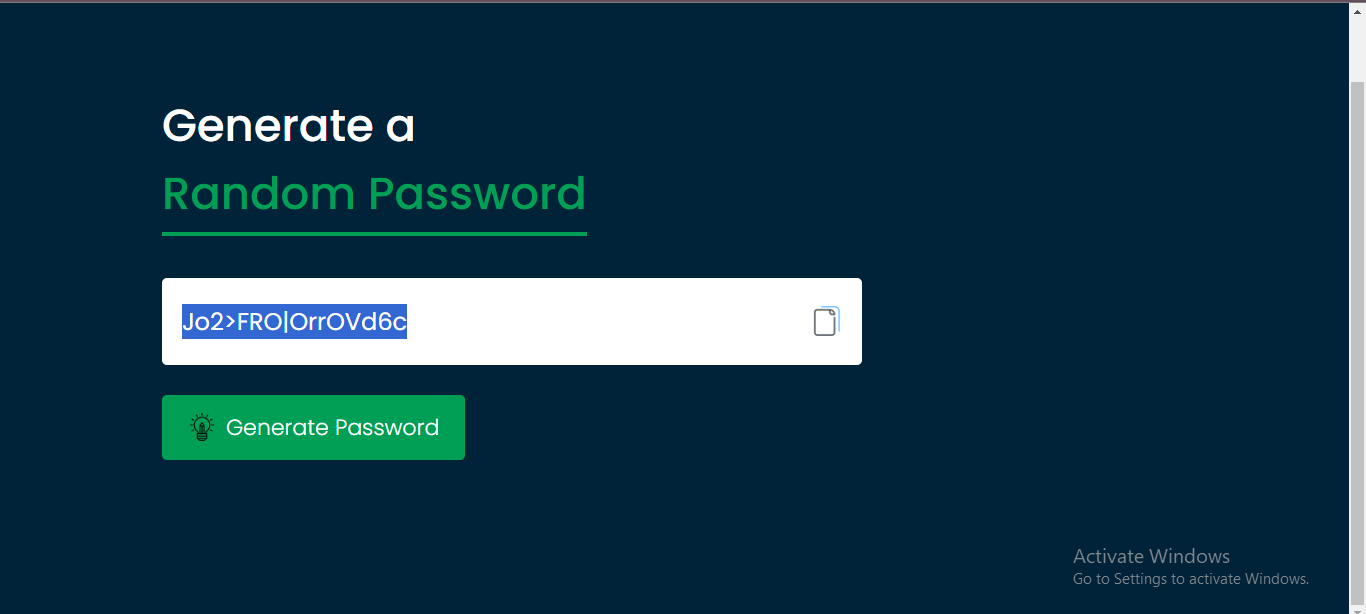 Generate a
Random Password
Jo2>FRO|OrrOVd6c
Generate Password
Activate Windows
Go to Settings to activate Windows.